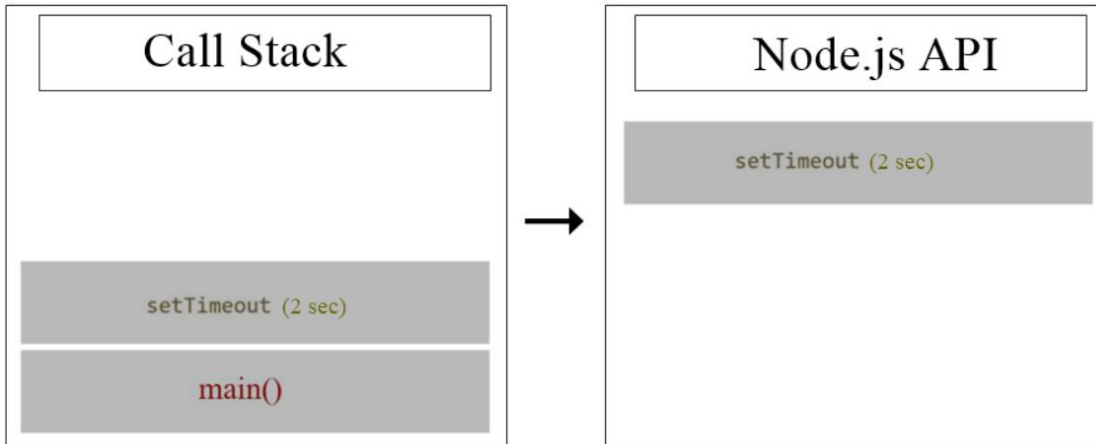 Call Stack
setTimeout (2 sec)
main()
Node.js API
setTimeout (2 sec)